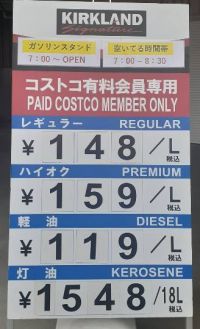 KIRKLAND
Signature
ガソリンスタンド 空いてる時間帯
7:00～OPEN 7:00-8:30
コストコ有料会員専用
PAID COSTCO MEMBER ONLY
レギュラー REGULAR
¥148/L 税込
ハイオク PREMIUM
¥159/L 税込
軽油 DIESEL
¥119/L 税込
灯油 KEROSENE
¥1548/18L 税込